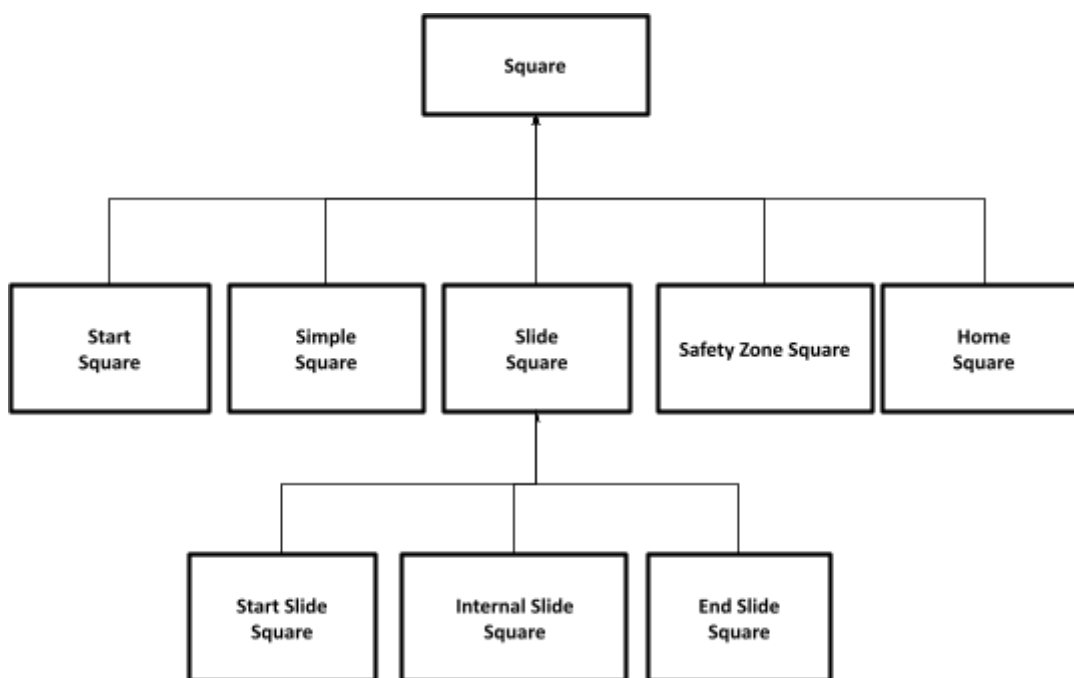 Square
Start
Square
Simple
Square
Slide
Square
Safety Zone Square
Home
Square
Start Slide
Square
Internal Slide
Square
End Slide
Square